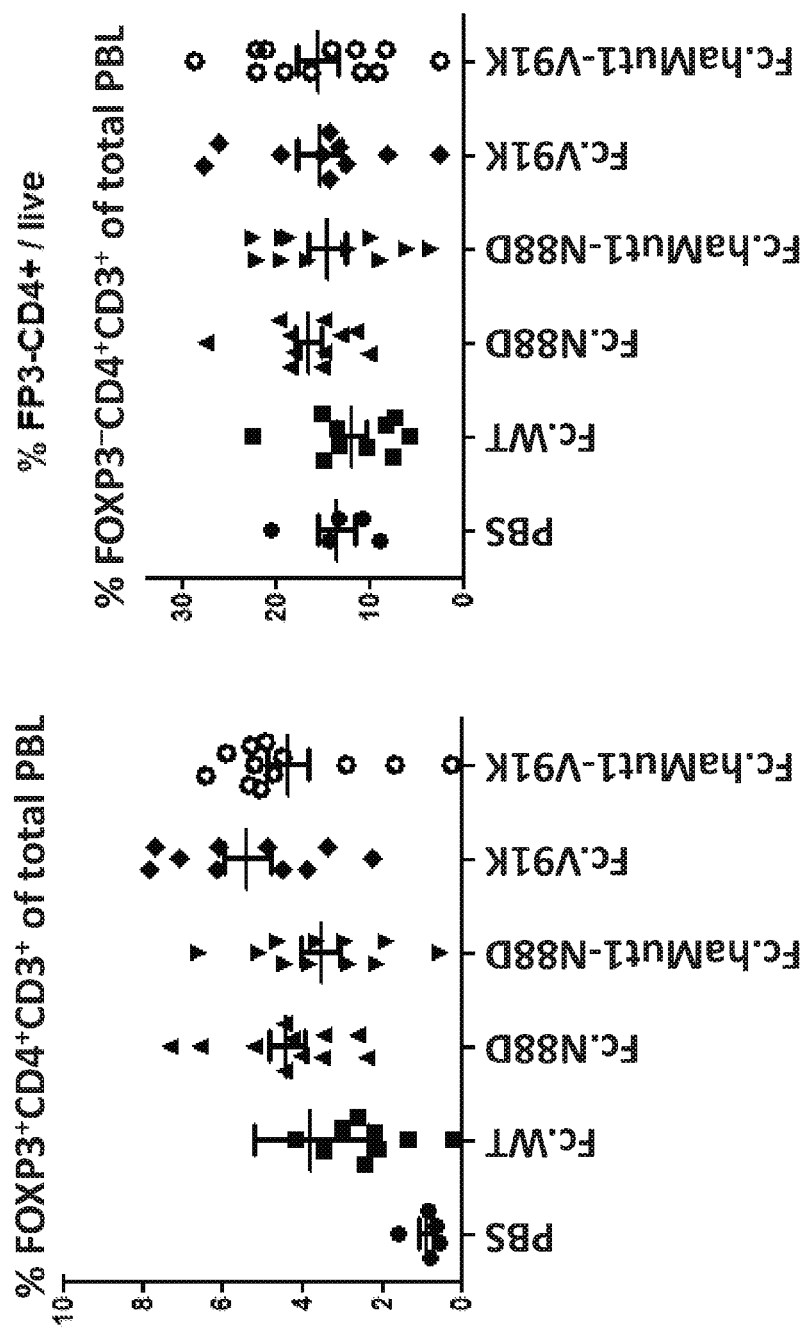 % FOXP3⁺CD4⁺CD3⁺ of total PBL
10
8
6
4
2
0
PBS
Fc.WT
Fc.N88D
Fc.haMut1-N88D
Fc.V91K
Fc.haMut1-V91K
% FP3-CD4+ / live
% FOXP3⁻CD4⁺CD3⁺ of total PBL
30
20
10
0
PBS
Fc.WT
Fc.N88D
Fc.haMut1-N88D
Fc.V91K
Fc.haMut1-V91K